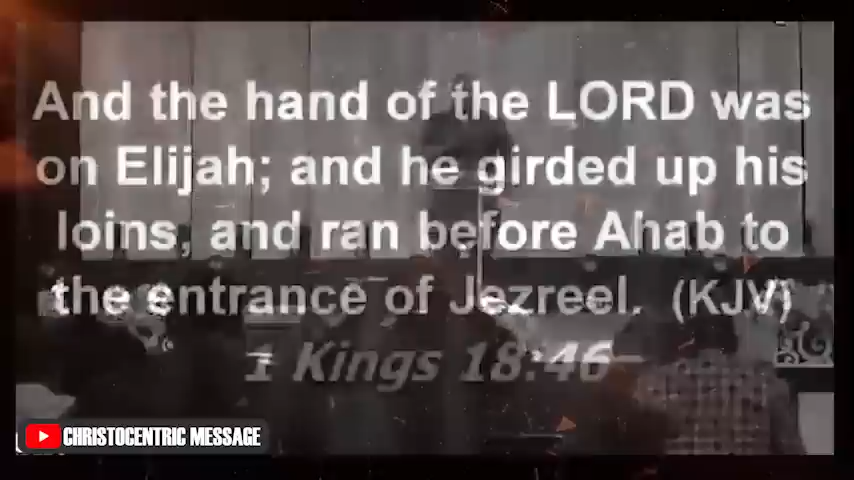 And the hand of the LORD was
on Elijah; and he girded up his
loins, and ran before Ahab to
the entrance of Jezreel. (KJV)
1 Kings 18:46
CHRISTOCENTRIC MESSAGE